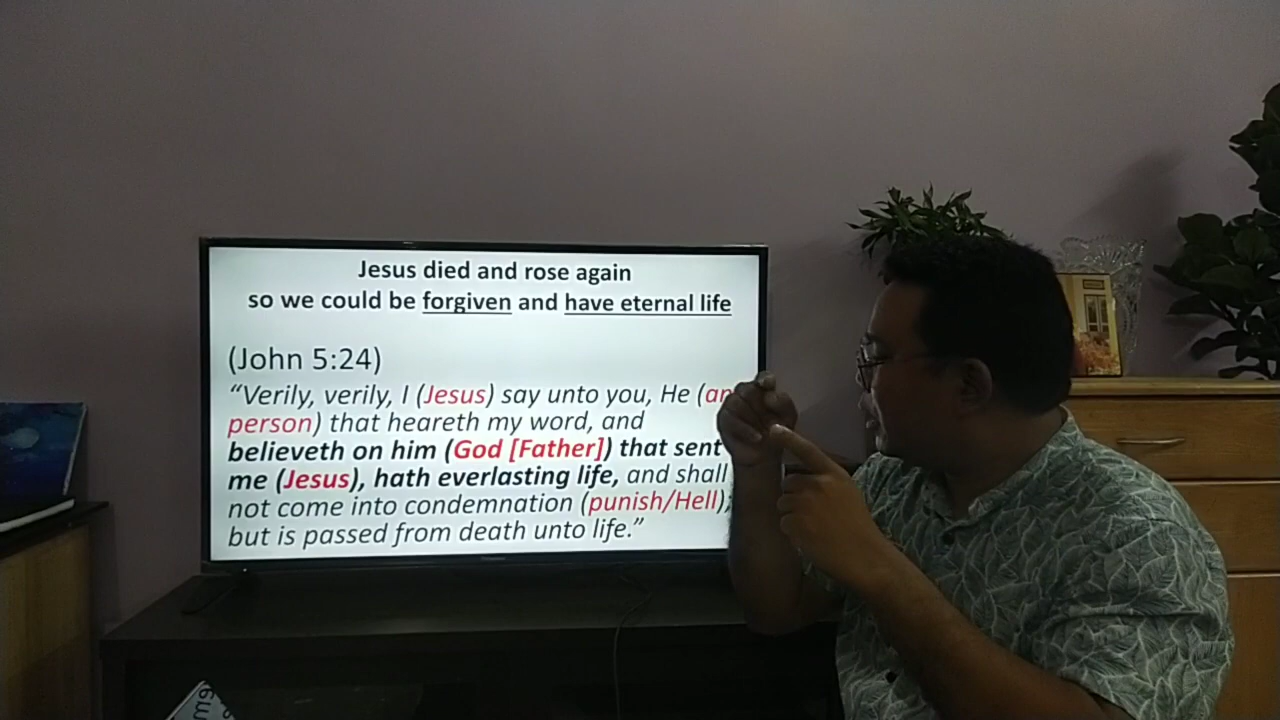 Jesus died and rose again
so we could be forgiven and have eternal life
(John 5:24)
“Verily, verily, I (Jesus) say unto you, He (an
person) that heareth my word, and
believeth on him (God [Father]) that sent
me (Jesus), hath everlasting life, and shall
not come into condemnation (punish/Hell);
but is passed from death unto life.”